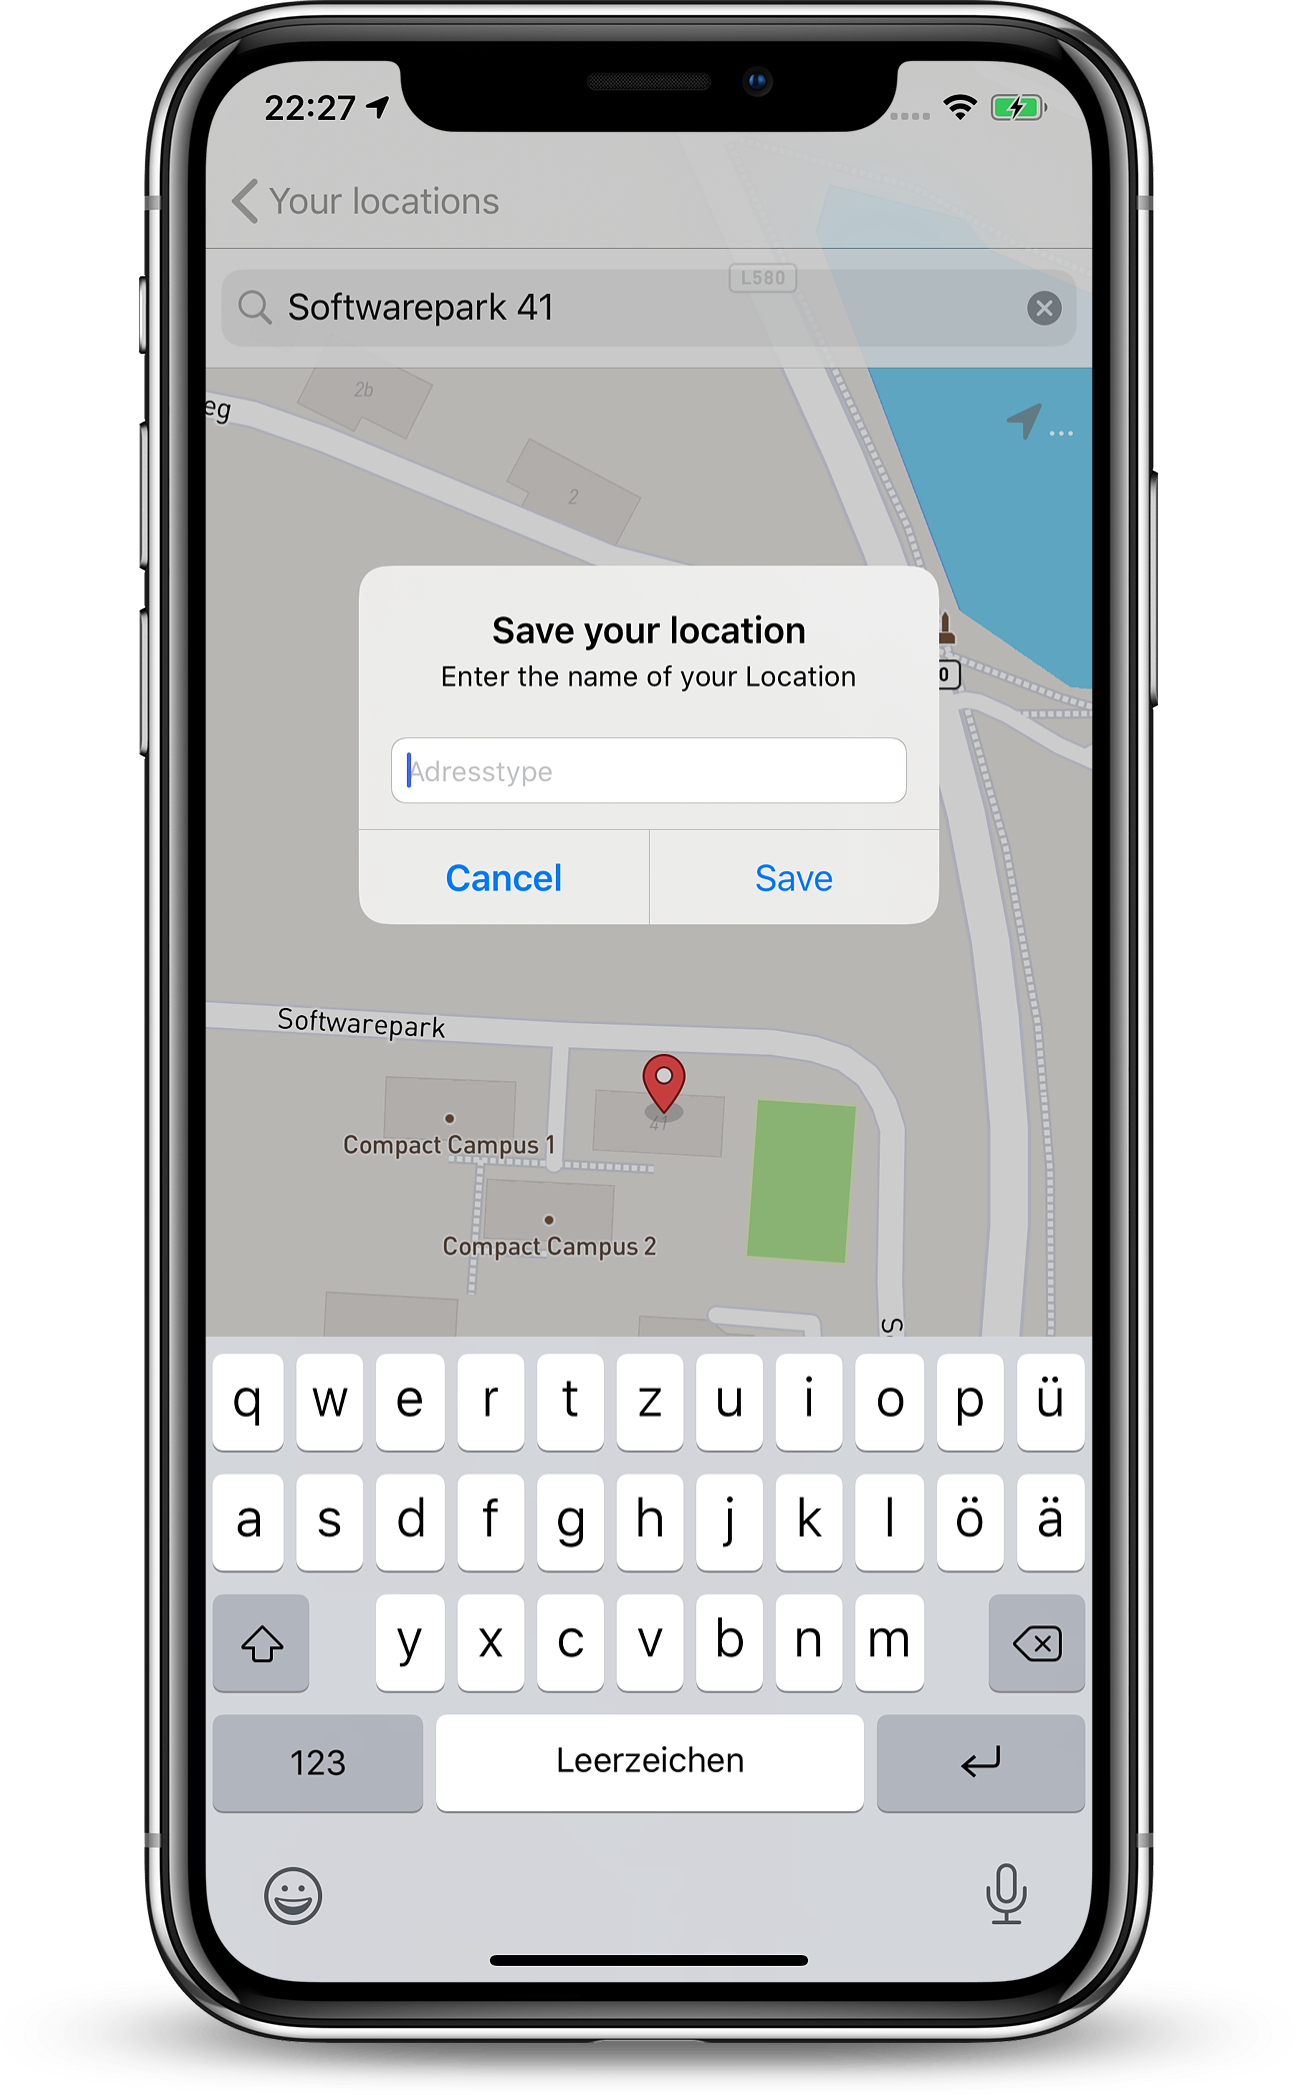 22:27
Your locations
L580
Softwarepark 41
2b
eg
2
Save your location
Enter the name of your Location
0
Adresstype
Cancel
Save
Softwarepark
41
Compact Campus 1
Compact Campus 2
S
q w e r t z u i o p ü
a s d f g h j k l ö ä
y x c v b n m
123
Leerzeichen